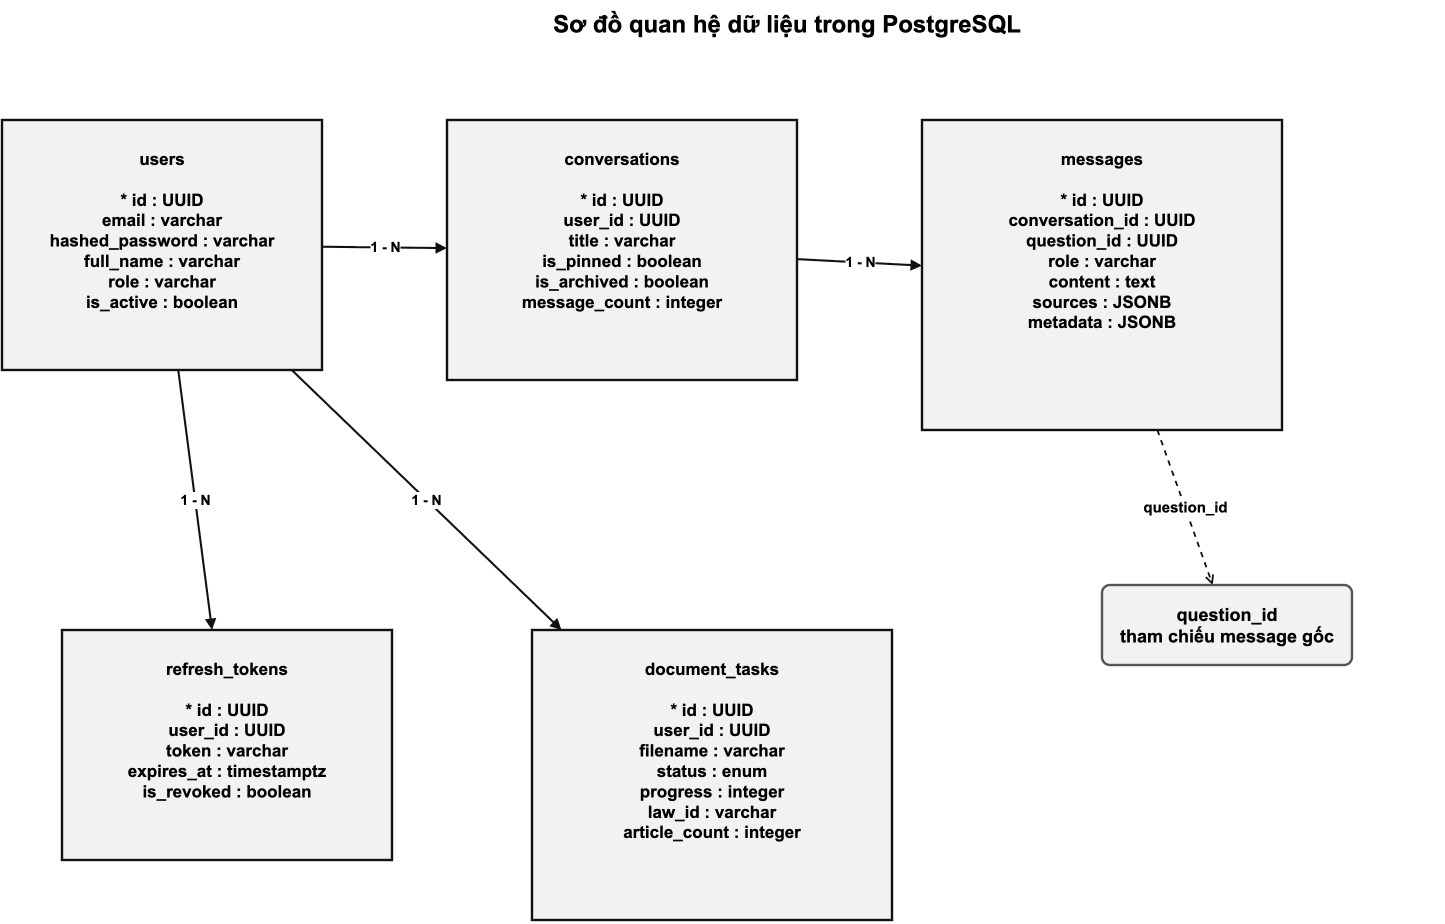 Sơ đồ quan hệ dữ liệu trong PostgreSQL
users
* id : UUID
email : varchar
hashed_password : varchar
full_name : varchar
role : varchar
is_active : boolean
1 - N
conversations
* id : UUID
user_id : UUID
title : varchar
is_pinned : boolean
is_archived : boolean
message_count : integer
1 - N
messages
* id : UUID
conversation_id : UUID
question_id : UUID
role : varchar
content : text
sources : JSONB
metadata : JSONB
1 - N
1 - N
question_id
question_id
tham chiếu message gốc
refresh_tokens
* id : UUID
user_id : UUID
token : varchar
expires_at : timestamptz
is_revoked : boolean
document_tasks
* id : UUID
user_id : UUID
filename : varchar
status : enum
progress : integer
law_id : varchar
article_count : integer